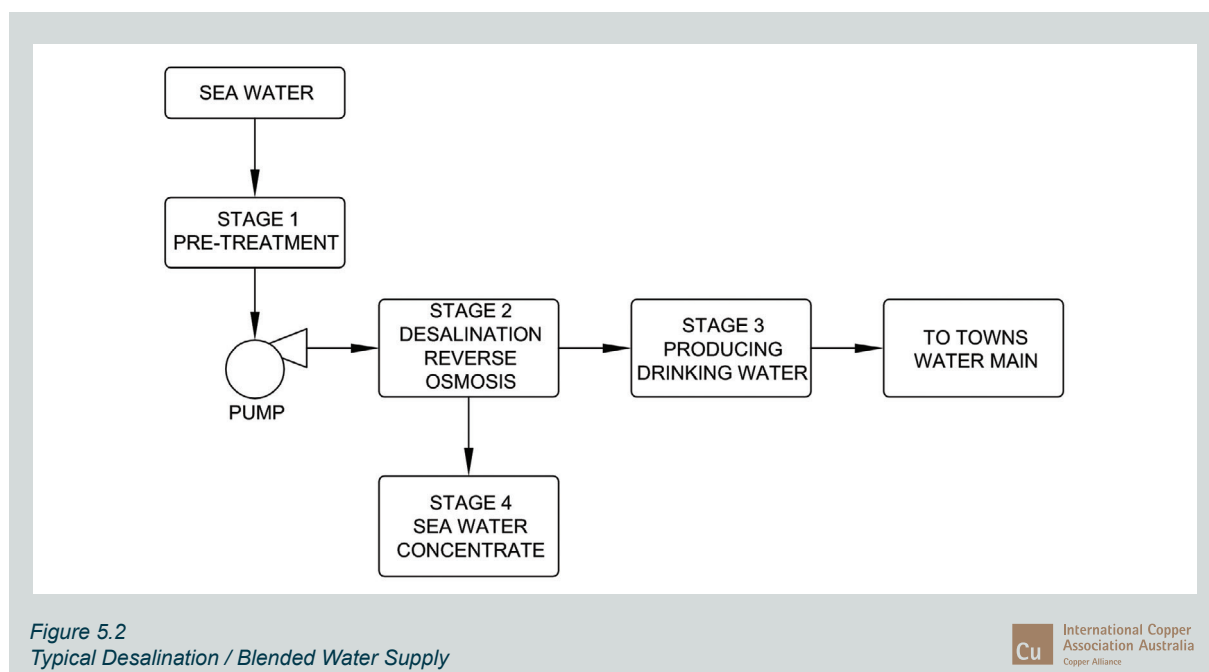 SEA WATER
STAGE 1
PRE-TREATMENT
PUMP
STAGE 2
DESALINATION
REVERSE
OSMOSIS
STAGE 3
PRODUCING
DRINKING WATER
TO TOWNS
WATER MAIN
STAGE 4
SEA WATER
CONCENTRATE
Figure 5.2
Typical Desalination / Blended Water Supply
Cu
International Copper
Association Australia
Copper Alliance